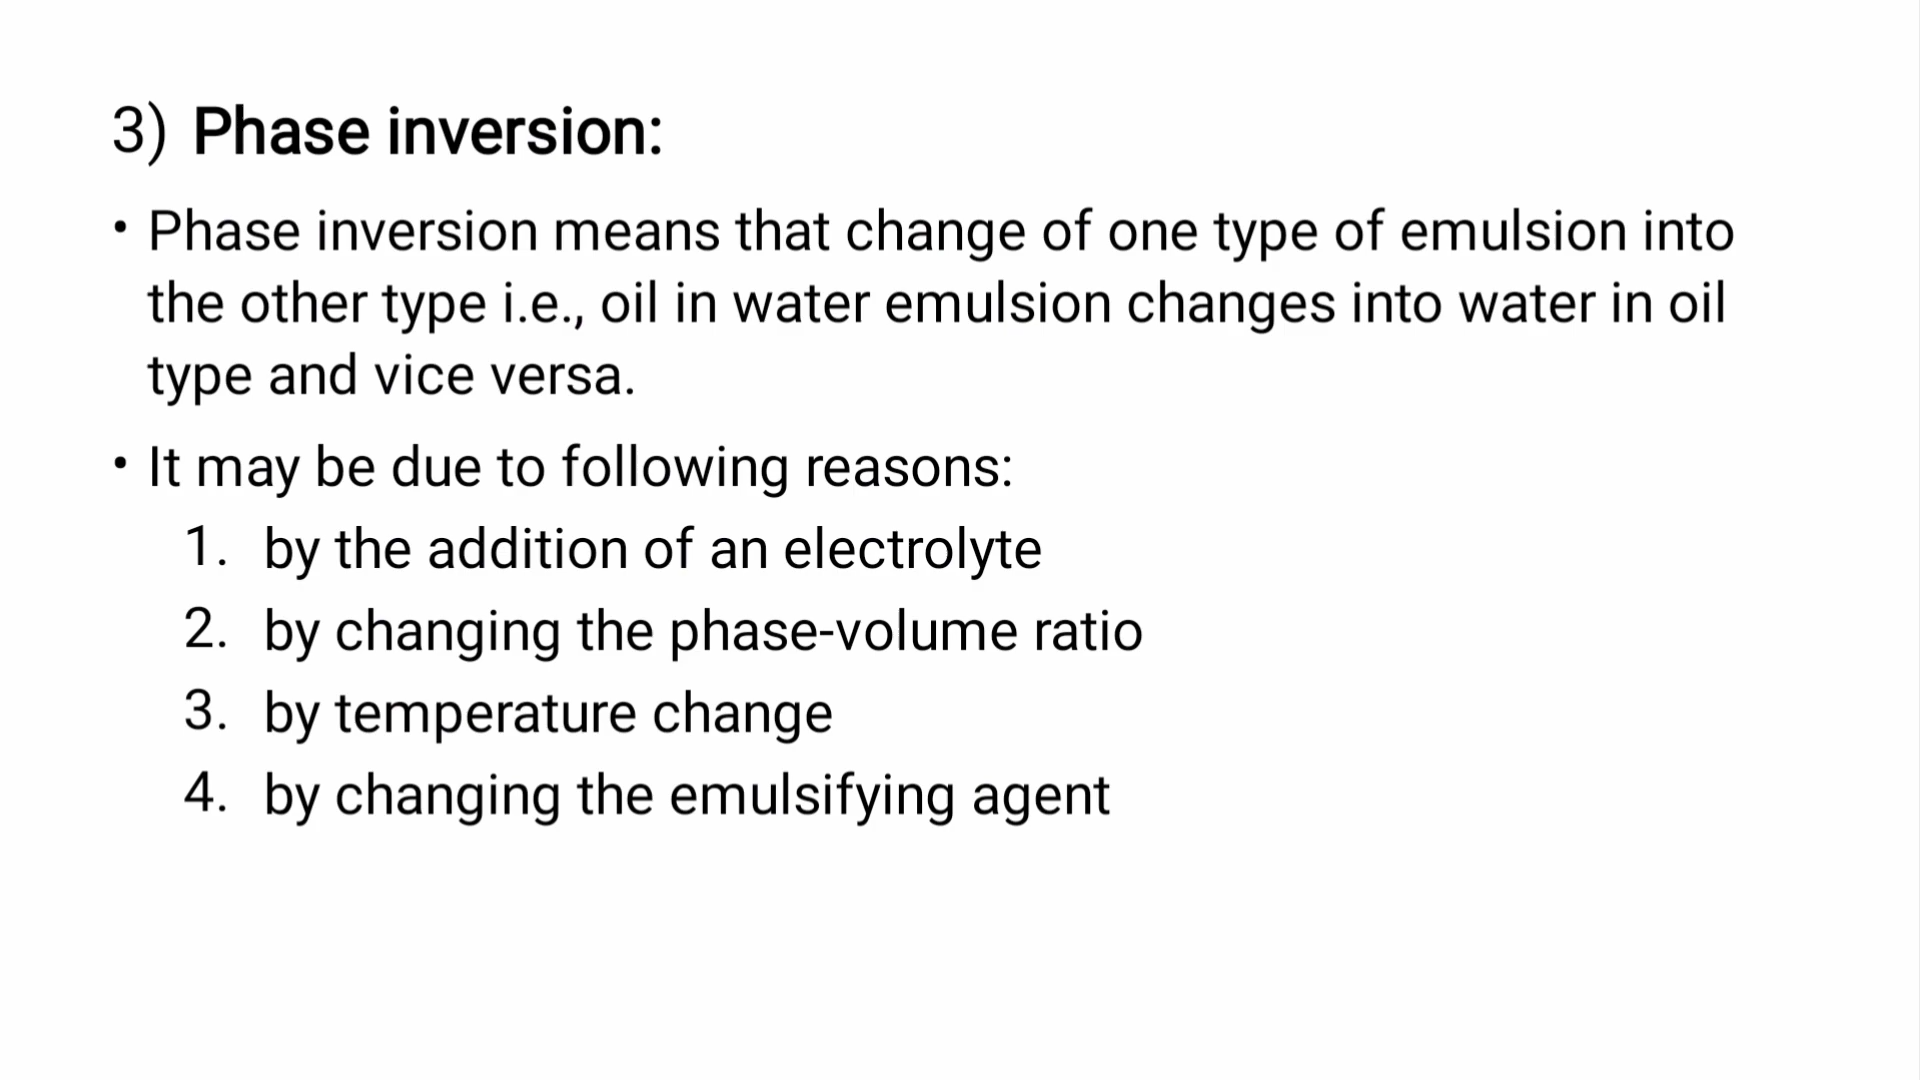 3) Phase inversion:
• Phase inversion means that change of one type of emulsion into
the other type i.e., oil in water emulsion changes into water in oil
type and vice versa.
• It may be due to following reasons:
1. by the addition of an electrolyte
2. by changing the phase-volume ratio
3. by temperature change
4. by changing the emulsifying agent